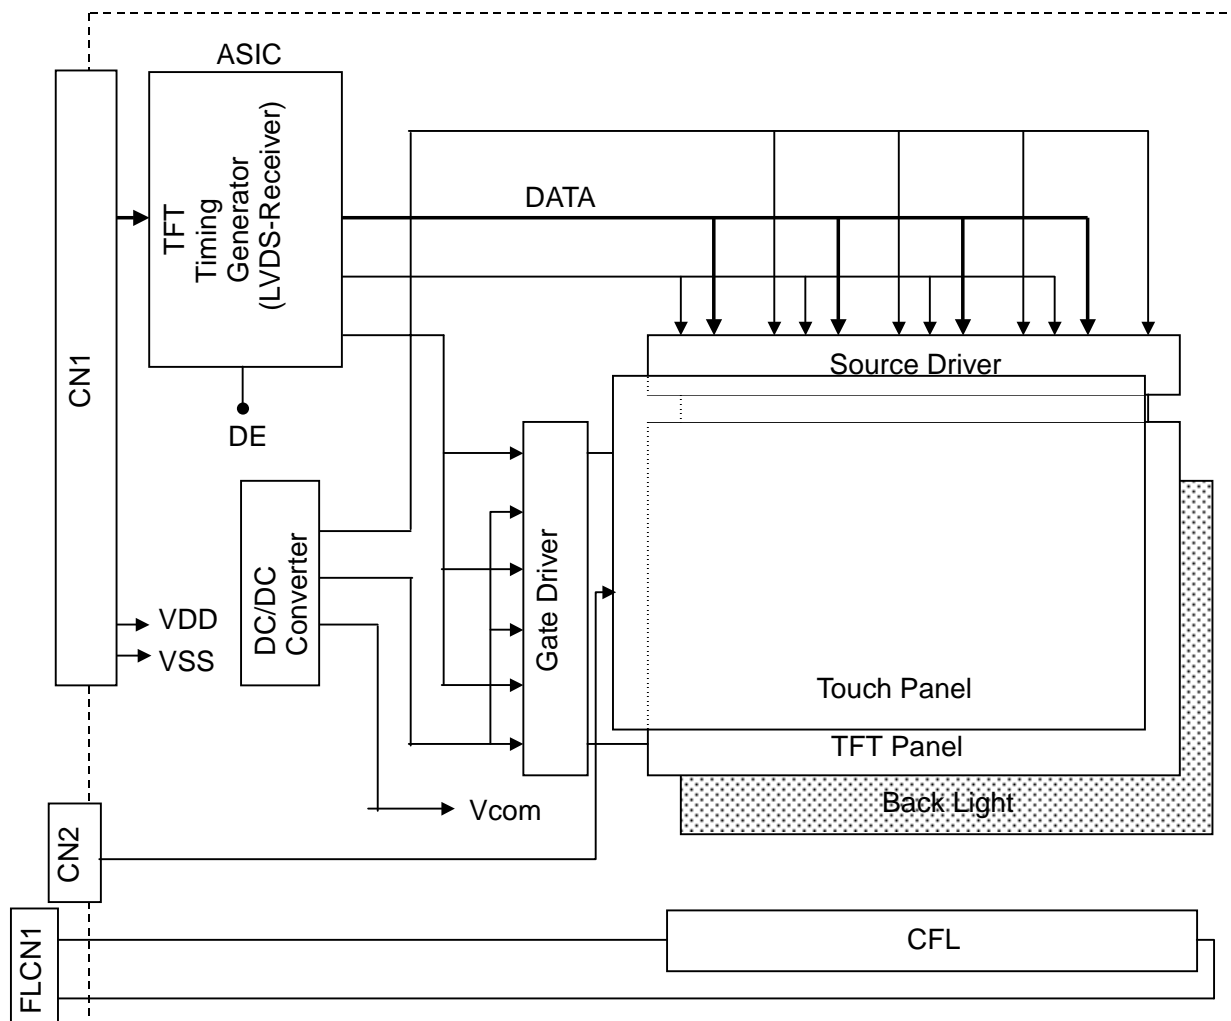 ASIC
TFT
Timing
Generator
(LVDS-Receiver)
CN1
DATA
Source Driver
DE
DC/DC
Converter
Gate Driver
VDD
VSS
Touch Panel
TFT Panel
Back Light
Vcom
CN2
CFL
FLCN1